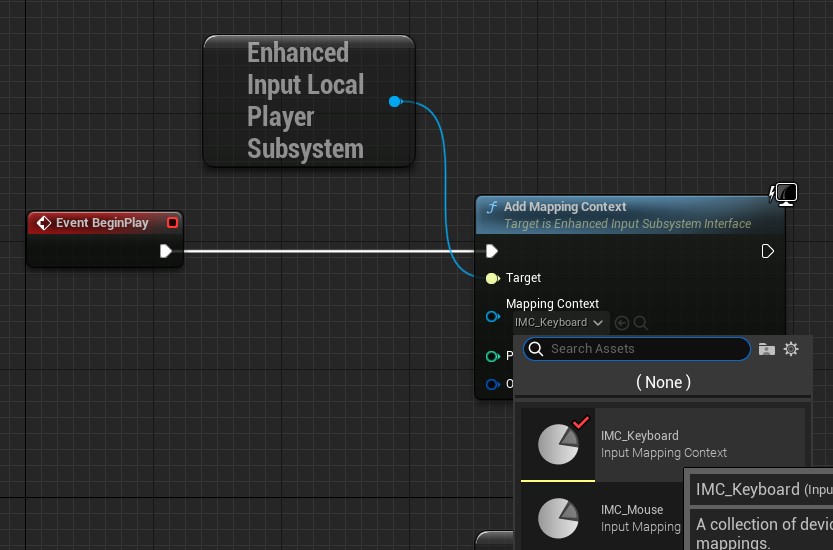 Enhanced
Input Local
Player
Subsystem
Event BeginPlay
Add Mapping Context
Target is Enhanced Input Subsystem Interface
Target
Mapping Context
IMC_Keyboard
P
O
Search Assets
( None )
IMC_Keyboard
Input Mapping Context
IMC_Mouse
Input Mapping
IMC_Keyboard (Inpu
A collection of devic
mappings.